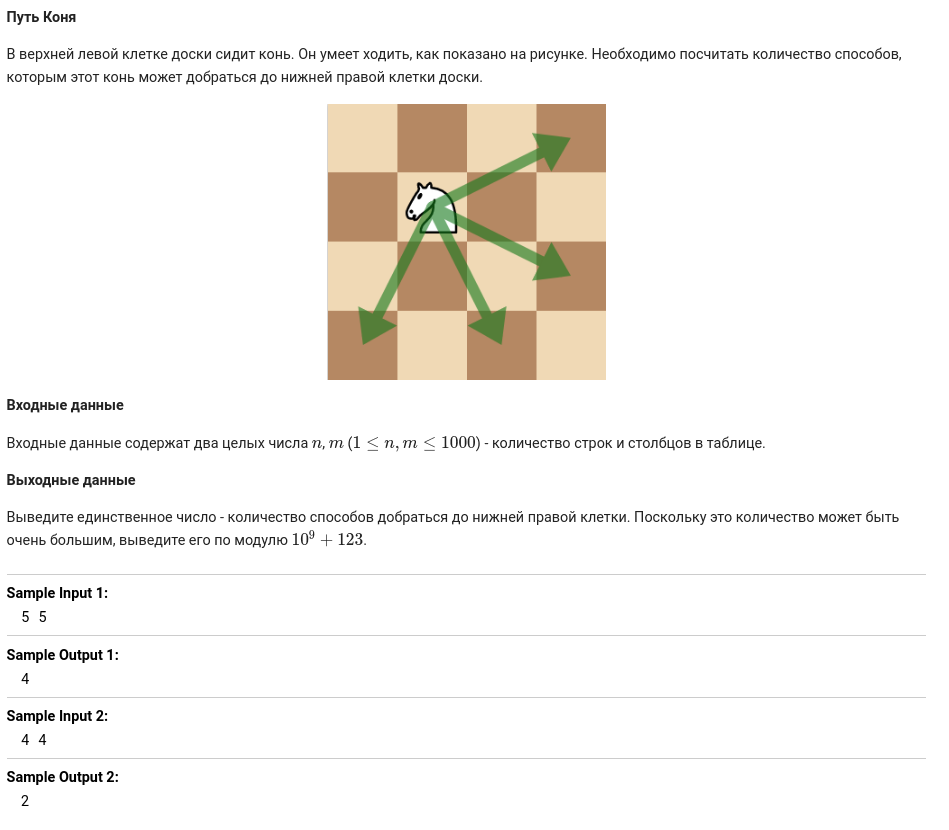 Путь Коня
В верхней левой клетке доски сидит конь. Он умеет ходить, как показано на рисунке. Необходимо посчитать количество способов,
которым этот конь может добраться до нижней правой клетки доски.
Входные данные
Входные данные содержат два целых числа n, m (1 ≤ n, m ≤ 1000) - количество строк и столбцов в таблице.
Выходные данные
Выведите единственное число - количество способов добраться до нижней правой клетки. Поскольку это количество может быть
очень большим, выведите его по модулю 10⁹ + 123.
Sample Input 1:
5 5
Sample Output 1:
4
Sample Input 2:
4 4
Sample Output 2:
2